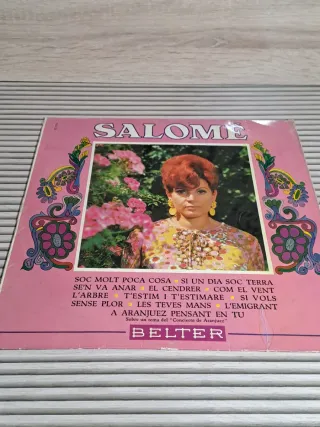 SALOME
SOC MOLT POCA COSA * SI UN DIA SOC TERRA
SE'N VA ANAR * EL CENDRER * COM EL VENT
L'ARBRE * T'ESTIM I T'ESTIMARE * SI VOLS
SENSE PLOR * LES TEVES MANS * L'EMIGRANT
A ARANJUEZ PENSANT EN TU
Sobre un tema del "Concierto de Aranjuez"
BELTER